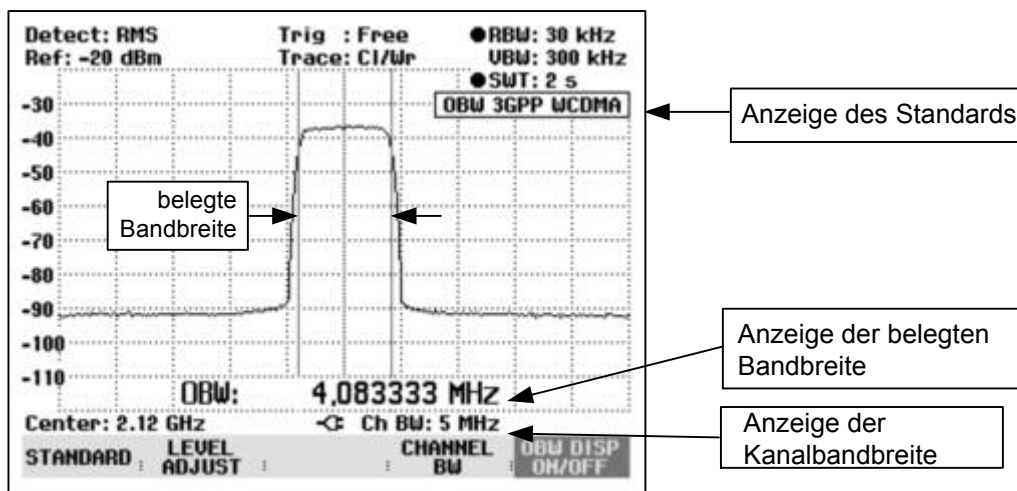 Detect: RMS Trig : Free ●RBW: 30 kHz
Ref: -20 dBm Trace: Cl/Wr VBW: 300 kHz
●SWT: 2 s
OBW 3GPP WCDMA
Anzeige des Standards
-30
-40
-50
-60
-70
-80
-90
-100
-110
belegte
Bandbreite
Anzeige der belegten
Bandbreite
OBW: 4,083333 MHz
Center: 2.12 GHz Ch BW: 5 MHz
Anzeige der
Kanalbandbreite
STANDARD LEVEL ADJUST CHANNEL BW OBW DISP ON/OFF